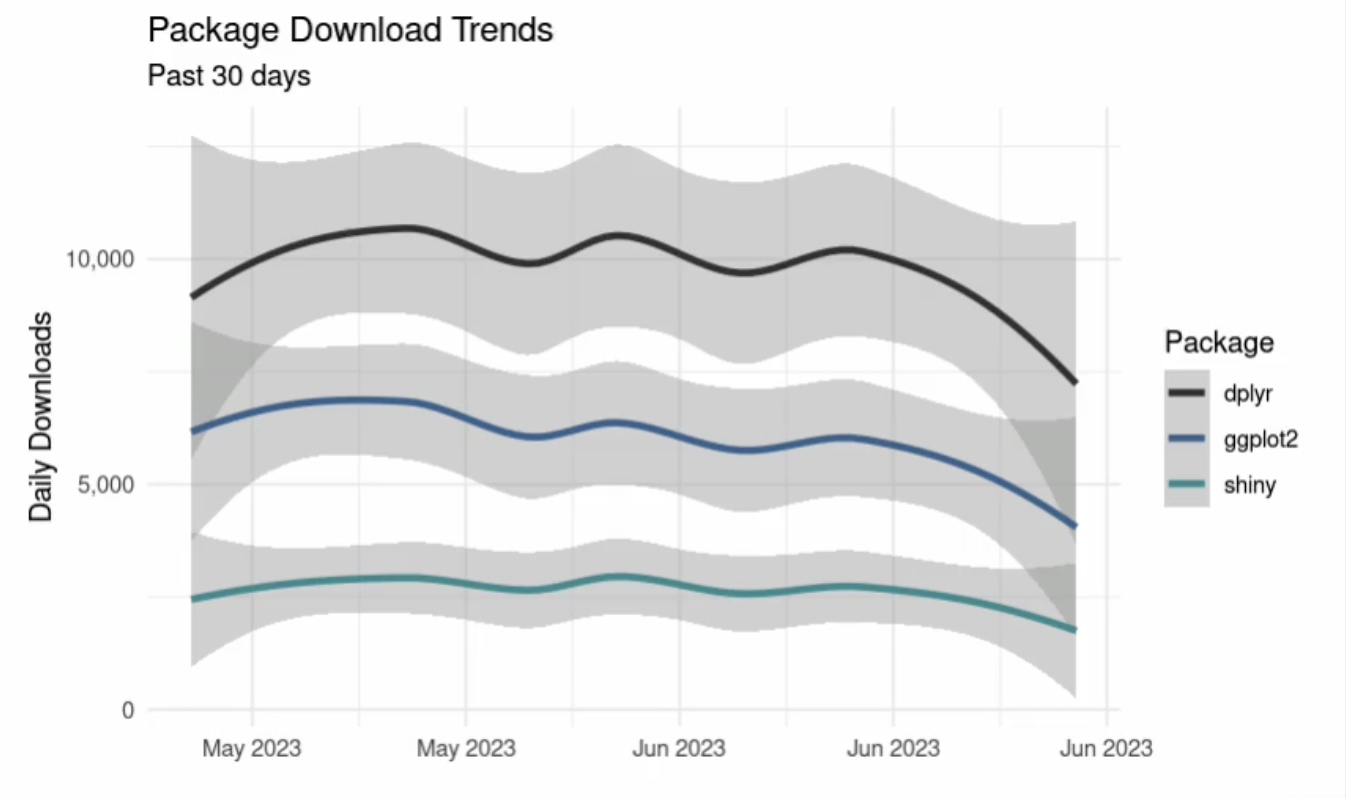 Package Download Trends
Past 30 days
Daily Downloads
10,000
5,000
0
May 2023
May 2023
Jun 2023
Jun 2023
Jun 2023
Package
dplyr
ggplot2
shiny